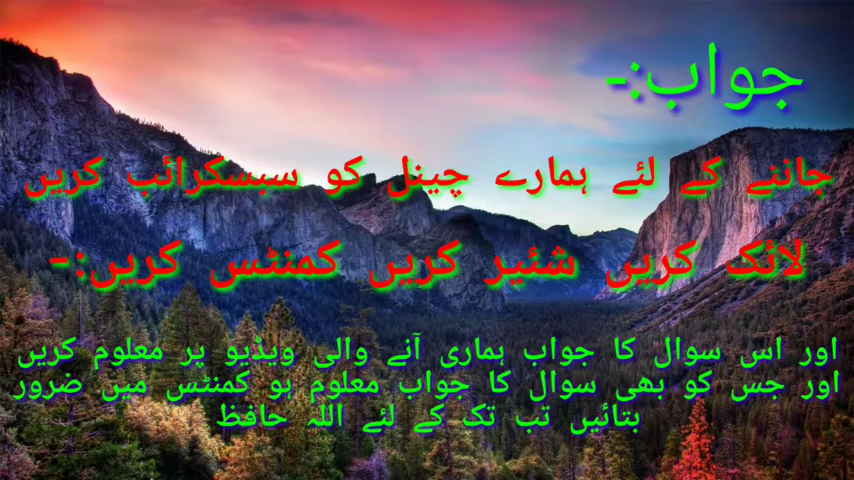 جواب:-
جاننے کے لئے ہمارے چینل کو سبسکرائب کریں
لائک کریں شئیر کریں کمنٹس کریں:-
اور اس سوال کا جواب ہماری آنے والی ویڈیو پر معلوم کریں
اور جس کو بھی سوال کا جواب معلوم ہو کمنٹس میں ضرور
بتائیں تب تک کے لئے اللہ حافظ